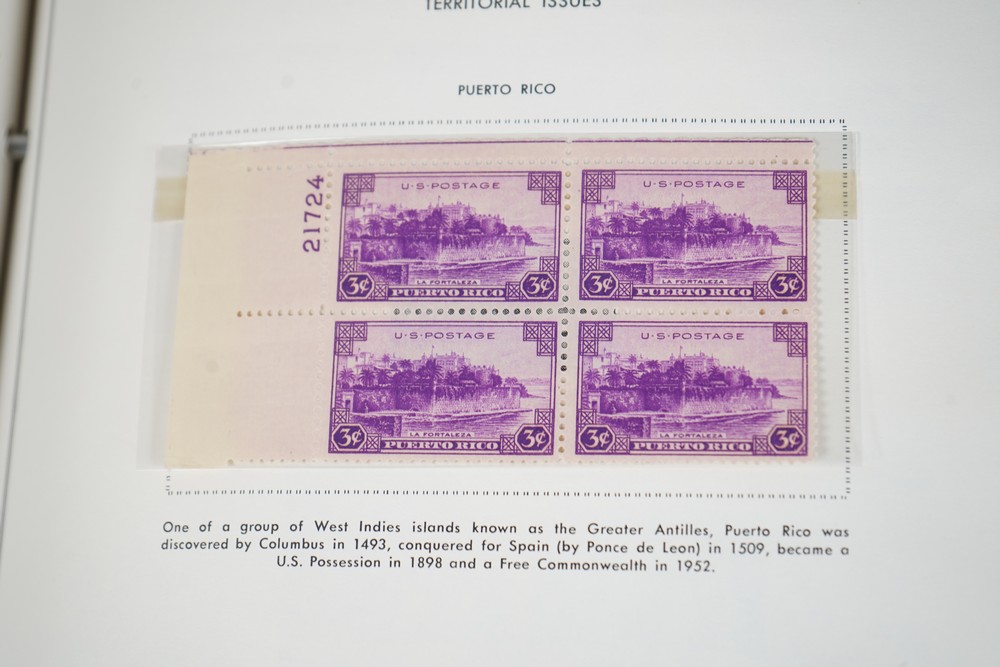 TERRITORIAL ISSUES
PUERTO RICO
21724
U·S·POSTAGE
LA FORTALEZA
3¢ PUERTO RICO 3¢
U·S·POSTAGE
LA FORTALEZA
3¢ PUERTO RICO 3¢
U·S·POSTAGE
LA FORTALEZA
3¢ PUERTO RICO 3¢
U·S·POSTAGE
LA FORTALEZA
3¢ PUERTO RICO 3¢
One of a group of West Indies islands known as the Greater Antilles, Puerto Rico was
discovered by Columbus in 1493, conquered for Spain (by Ponce de Leon) in 1509, became a
U.S. Possession in 1898 and a Free Commonwealth in 1952.